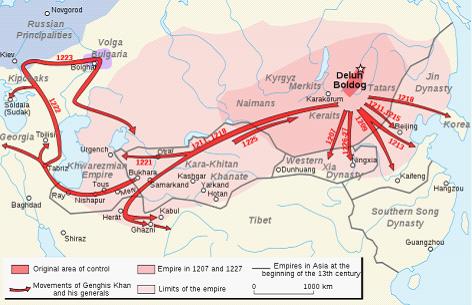 Novgorod
Russian
Principalities
Volga
Bulgaria
Kiev
1223
Bolghar
Kipchaks
Soldaia
(Sudak)
1222
Georgia
Tbilisi
Tabriz
Urgench
Otrar
1221
Khwarezmian
Empire
Bukhara
Samarkand
Tous
Merv
Ray
Nishapur
Herat
Kabul
Ghazni
Baghdad
Shiraz
Kara-Khitan
Khanate
Kashgar
Yarkand
Hotan
1218
1225
Naimans
Kyrgyz
Merkits
Karakorum
Keraits
Delun
Boldog
Tatars
Jin
Dynasty
1218
1211
1215
Beijing
Korea
1209
1213
1207
1226-27
Ningxia
Western
Xia
Dynasty
Dunhuang
Kaifeng
Hangzou
Tibet
Southern Song
Dynasty
Guangzhou
Original area of control
Empire in 1207 and 1227
Empires in Asia at the
beginning of the 13th century
Movements of Genghis Khan
and his generals
Limits of the empire
0
1000 km